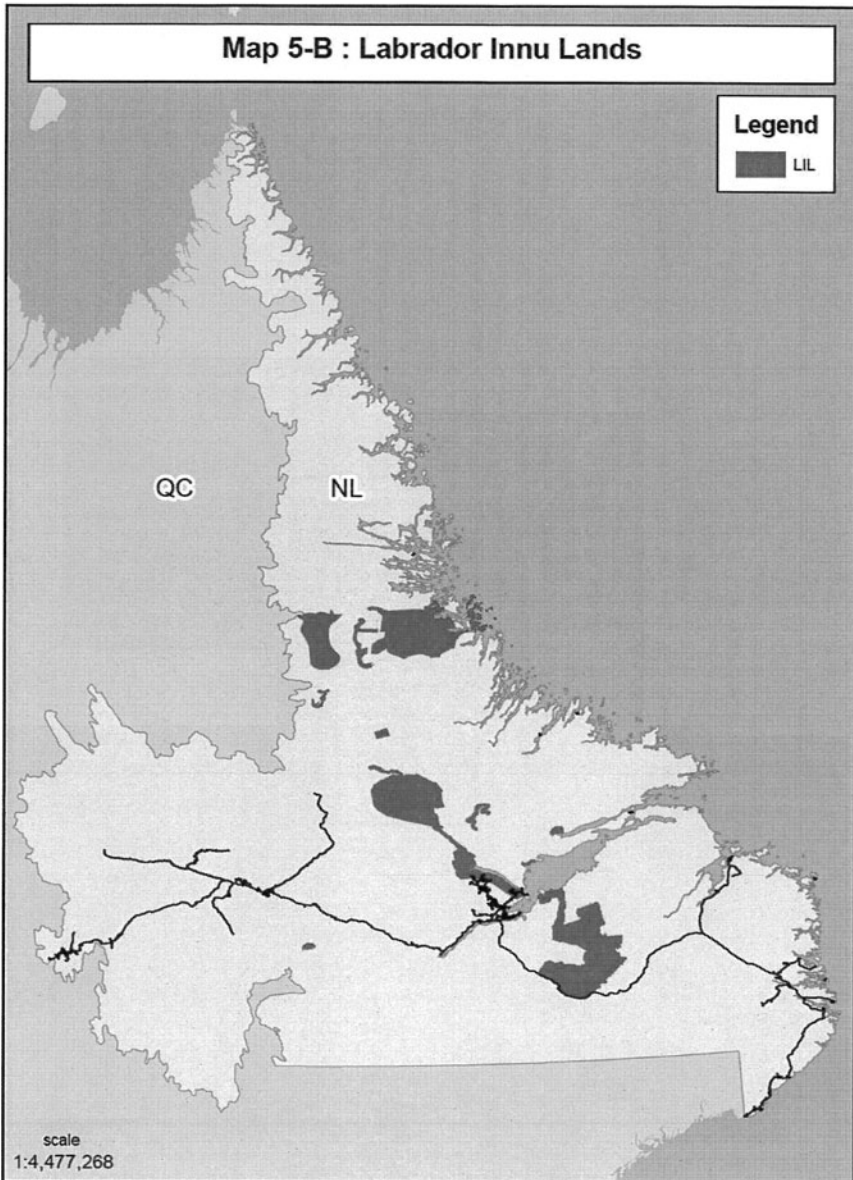 Map 5-B : Labrador Innu Lands
Legend
LIL
QC
NL
scale
1:4,477,268